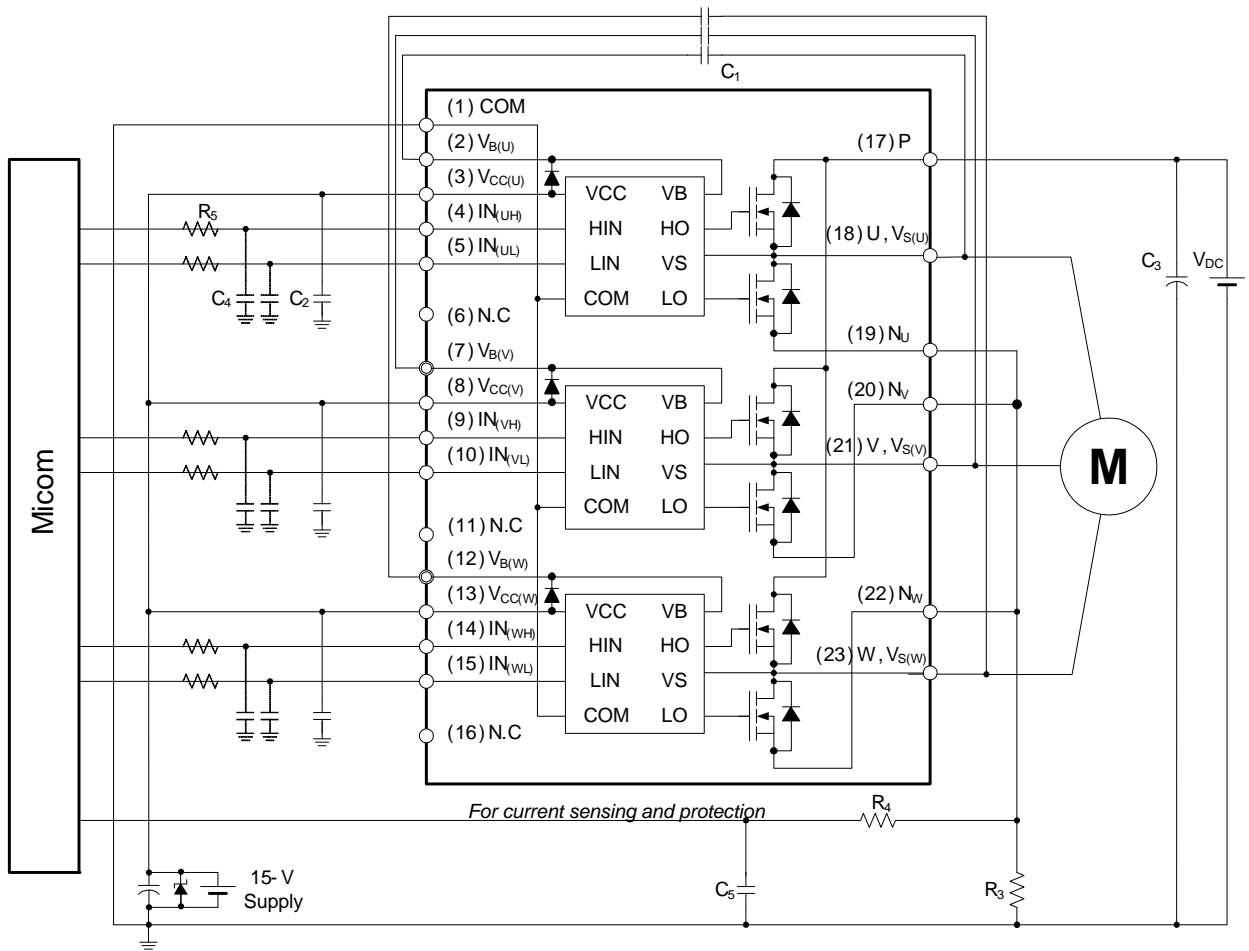 C1
(1) COM
(2) VB(U)
(3) VCC(U)
(4) IN(UH)
(5) IN(UL)
(6) N.C
(7) VB(V)
(8) VCC(V)
(9) IN(VH)
(10) IN(VL)
(11) N.C
(12) VB(W)
(13) VCC(W)
(14) IN(WH)
(15) IN(WL)
(16) N.C
VCC VB
HIN HO
LIN VS
COM LO
VCC VB
HIN HO
LIN VS
COM LO
VCC VB
HIN HO
LIN VS
COM LO
(17) P
(18) U, VS(U)
(19) NU
(20) NV
(21) V, VS(V)
(22) NW
(23) W, VS(W)
Micom
R5
C4
C2
C3
VDC
M
For current sensing and protection
R4
C5
R3
15-V
Supply